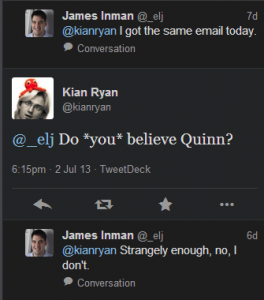 James Inman @_elj 7d
@kianryan I got the same email today.
Conversation
Kian Ryan
@kianryan
@_elj Do *you* believe Quinn?
6:15pm · 2 Jul 13 · TweetDeck
James Inman @_elj 6d
@kianryan Strangely enough, no, I
don't.
Conversation